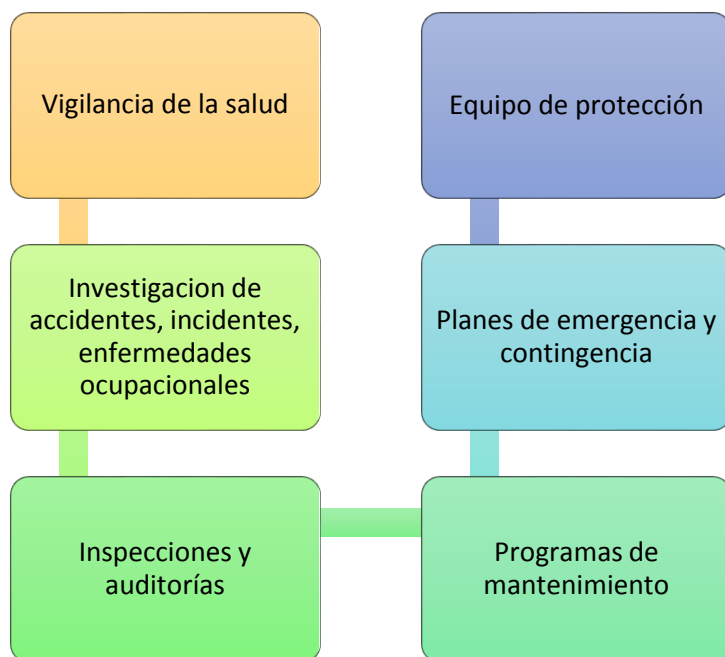 Vigilancia de la salud
Investigacion de
accidentes, incidentes,
enfermedades
ocupacionales
Inspecciones y
auditorías
Programas de
mantenimiento
Planes de emergencia y
contingencia
Equipo de protección